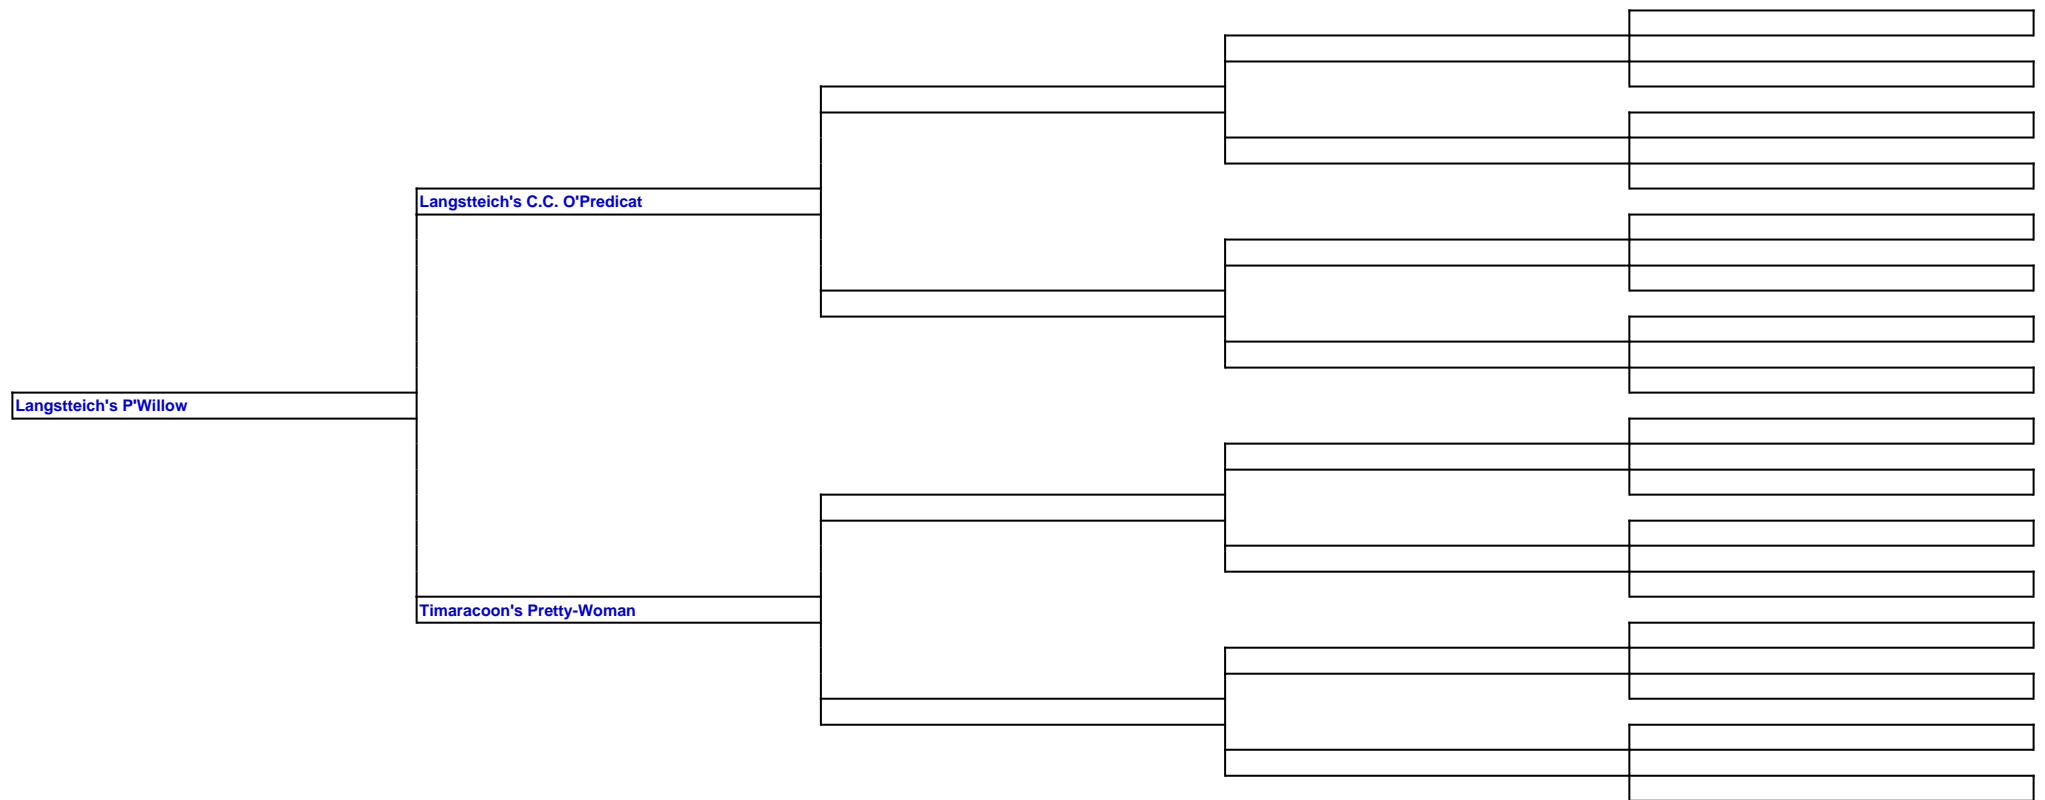 Langstteich's C.C. O'Predicat
Langstteich's P'Willow
Timaracoon's Pretty-Woman